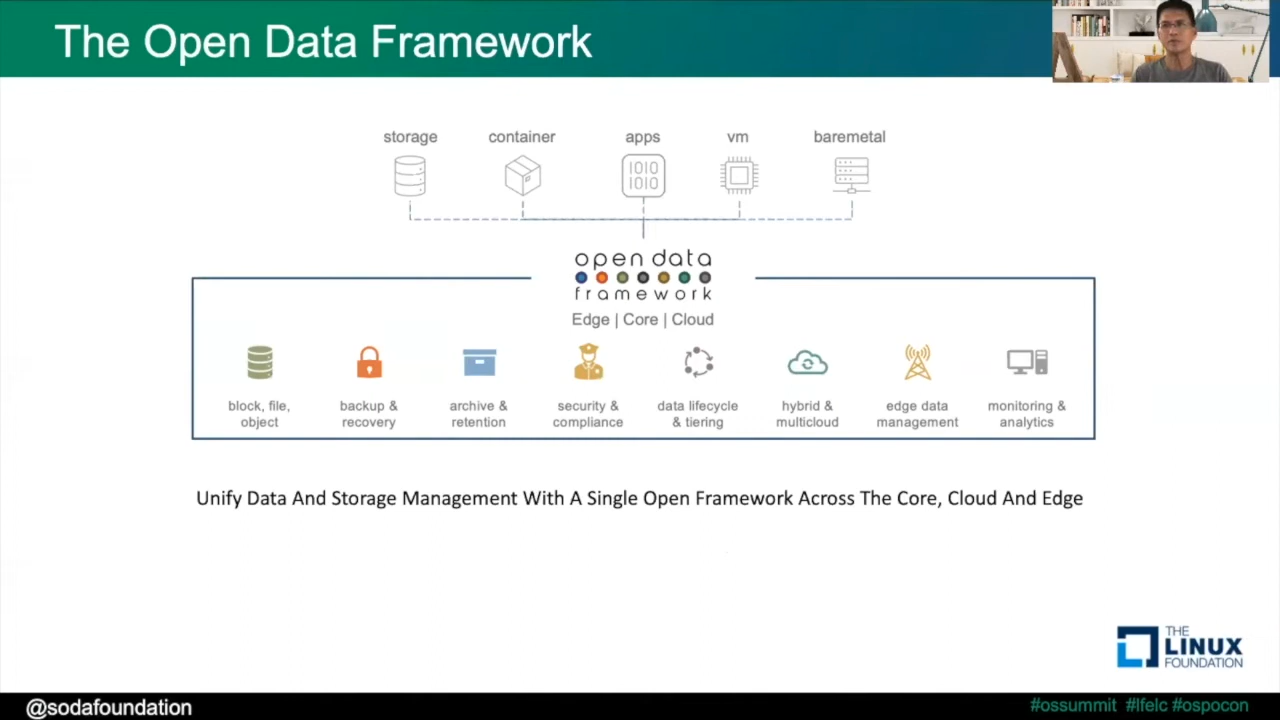 The Open Data Framework
storage container apps vm baremetal
1010
1010
open data
framework
Edge | Core | Cloud
block, file,
object
backup &
recovery
archive &
retention
security &
compliance
data lifecycle
& tiering
hybrid &
multicloud
edge data
management
monitoring &
analytics
Unify Data And Storage Management With A Single Open Framework Across The Core, Cloud And Edge
THE
LINUX
FOUNDATION
@sodafoundation
#ossummit #lfelc #ospocon